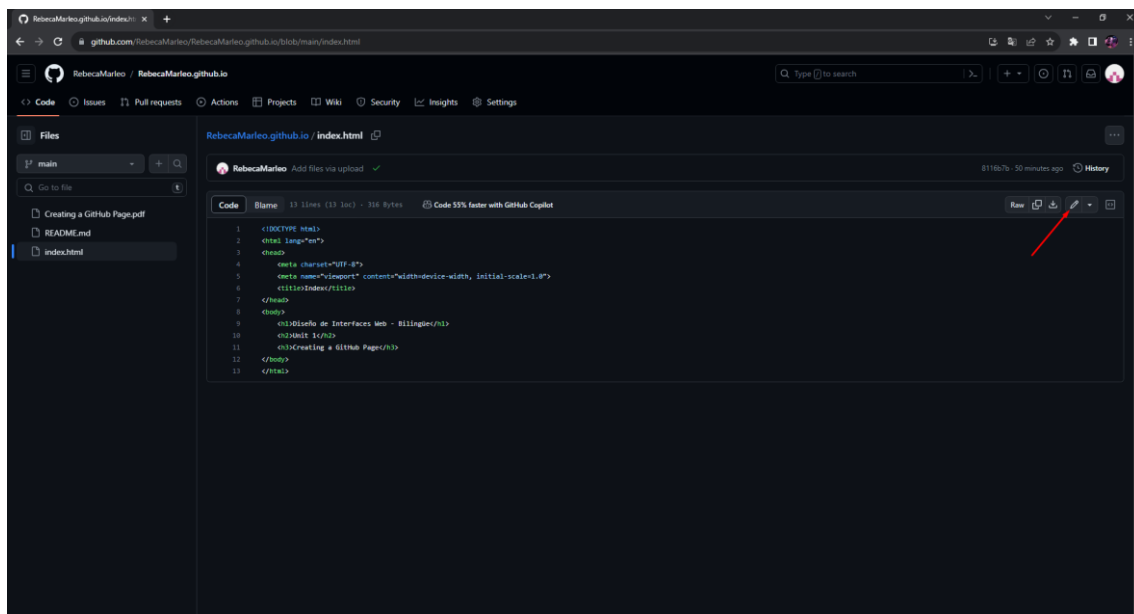 RebecaMarleo.github.io/index.ht
github.com/RebecaMarleo/RebecaMarleo.github.io/blob/main/index.html
RebecaMarleo / RebecaMarleo.github.io
Type / to search
Code Issues Pull requests Actions Projects Wiki Security Insights Settings
Files
RebecaMarleo.github.io / index.html
main
RebecaMarleo Add files via upload
8116b7b · 50 minutes ago History
Go to file t
Code Blame 13 lines (13 loc) · 316 Bytes Code 55% faster with GitHub Copilot
Raw
Creating a GitHub Page.pdf
README.md
index.html
1 <!DOCTYPE html>
2 <html lang="en">
3 <head>
4 <meta charset="UTF-8">
5 <meta name="viewport" content="width=device-width, initial-scale=1.0">
6 <title>Index</title>
7 </head>
8 <body>
9 <h1>Diseño de Interfaces Web - Bilingüe</h1>
10 <h2>Unit 1</h2>
11 <h3>Creating a GitHub Page</h3>
12 </body>
13 </html>